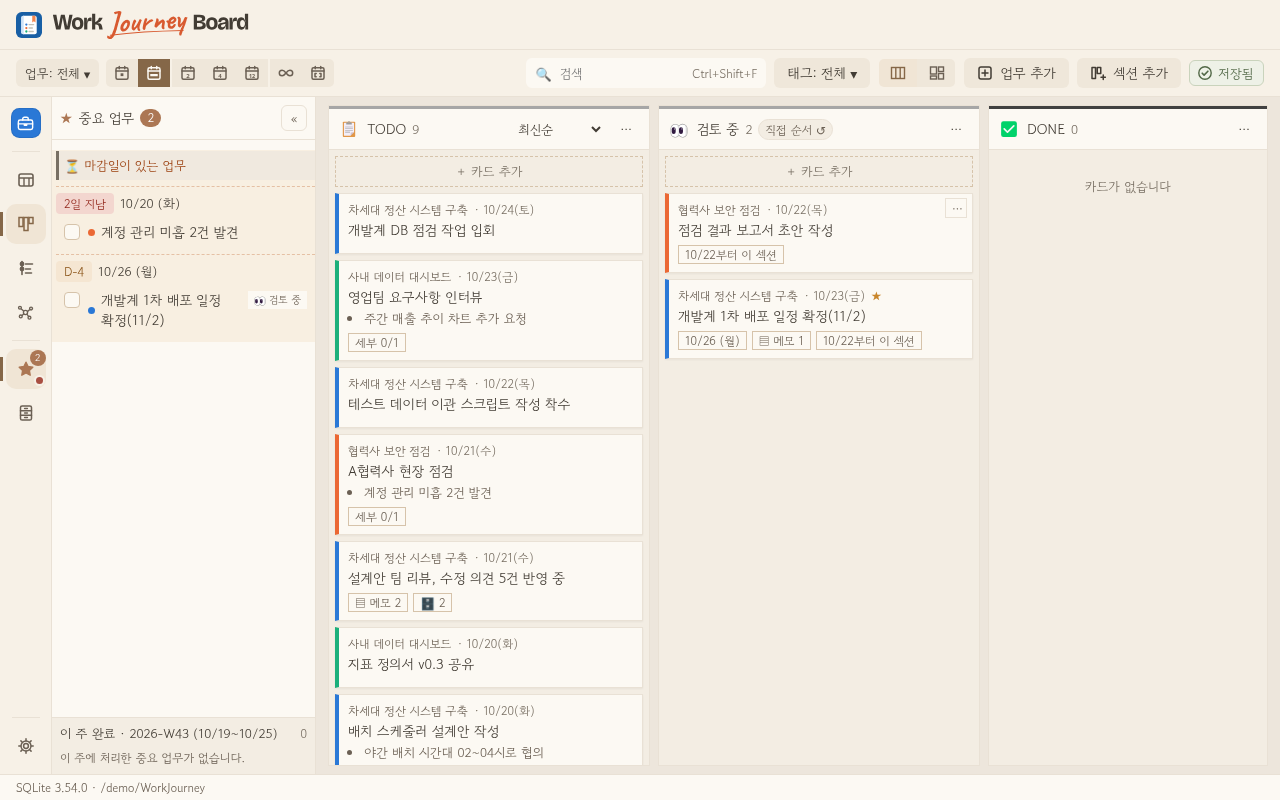 Work Journey Board
업무: 전체 ▾
2
4
12
∞
검색
Ctrl+Shift+F
태그: 전체 ▾
업무 추가
섹션 추가
저장됨
★ 중요 업무 2
«
⏳ 마감일이 있는 업무
2일 지남 10/20 (화)
계정 관리 미흡 2건 발견
D-4 10/26 (월)
개발계 1차 배포 일정 확정(11/2)
👀 검토 중
2
이 주 완료 · 2026-W43 (10/19~10/25) 0
이 주에 처리한 중요 업무가 없습니다.
TODO 9
최신순
···
+ 카드 추가
차세대 정산 시스템 구축 · 10/24(토)
개발계 DB 점검 작업 입회
사내 데이터 대시보드 · 10/23(금)
영업팀 요구사항 인터뷰
• 주간 매출 추이 차트 추가 요청
세부 0/1
차세대 정산 시스템 구축 · 10/22(목)
테스트 데이터 이관 스크립트 작성 착수
협력사 보안 점검 · 10/21(수)
A협력사 현장 점검
• 계정 관리 미흡 2건 발견
세부 0/1
차세대 정산 시스템 구축 · 10/21(수)
설계안 팀 리뷰, 수정 의견 5건 반영 중
▤ 메모 2
🗄️ 2
사내 데이터 대시보드 · 10/20(화)
지표 정의서 v0.3 공유
차세대 정산 시스템 구축 · 10/20(화)
배치 스케줄러 설계안 작성
• 야간 배치 시간대 02~04시로 협의
👀 검토 중 2
직접 순서 ↺
···
+ 카드 추가
협력사 보안 점검 · 10/22(목)
···
점검 결과 보고서 초안 작성
10/22부터 이 섹션
차세대 정산 시스템 구축 · 10/23(금) ★
개발계 1차 배포 일정 확정(11/2)
10/26 (월)
▤ 메모 1
10/22부터 이 섹션
✅ DONE 0
···
카드가 없습니다
SQLite 3.54.0 · /demo/WorkJourney